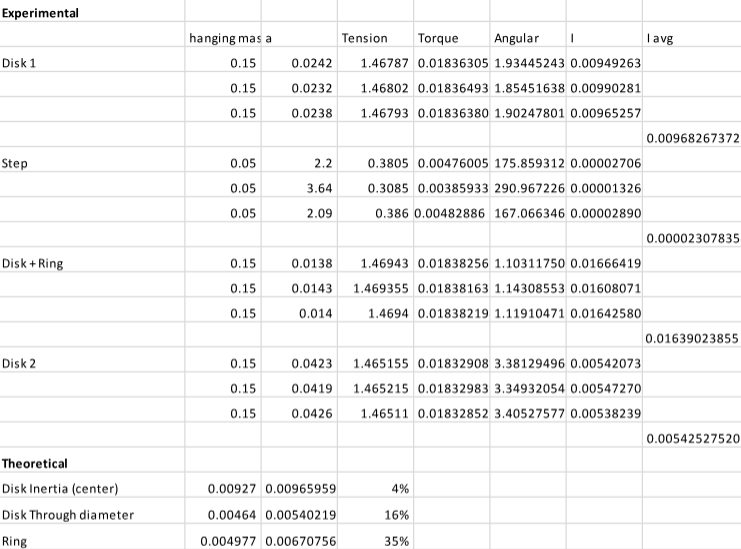 Experimental
hanging mas a Tension Torque Angular I I avg
Disk 1 0.15 0.0242 1.46787 0.01836305 1.93445243 0.00949263
0.15 0.0232 1.46802 0.01836493 1.85451638 0.00990281
0.15 0.0238 1.46793 0.01836380 1.90247801 0.00965257
0.00968267372
Step 0.05 2.2 0.3805 0.00476005 175.859312 0.00002706
0.05 3.64 0.3085 0.00385933 290.967226 0.00001326
0.05 2.09 0.386 0.00482886 167.066346 0.00002890
0.00002307835
Disk + Ring 0.15 0.0138 1.46943 0.01838256 1.10311750 0.01666419
0.15 0.0143 1.469355 0.01838163 1.14308553 0.01608071
0.15 0.014 1.4694 0.01838219 1.11910471 0.01642580
0.01639023855
Disk 2 0.15 0.0423 1.465155 0.01832908 3.38129496 0.00542073
0.15 0.0419 1.465215 0.01832983 3.34932054 0.00547270
0.15 0.0426 1.46511 0.01832852 3.40527577 0.00538239
0.00542527520
Theoretical
Disk Inertia (center) 0.00927 0.00965959 4%
Disk Through diameter 0.00464 0.00540219 16%
Ring 0.004977 0.00670756 35%